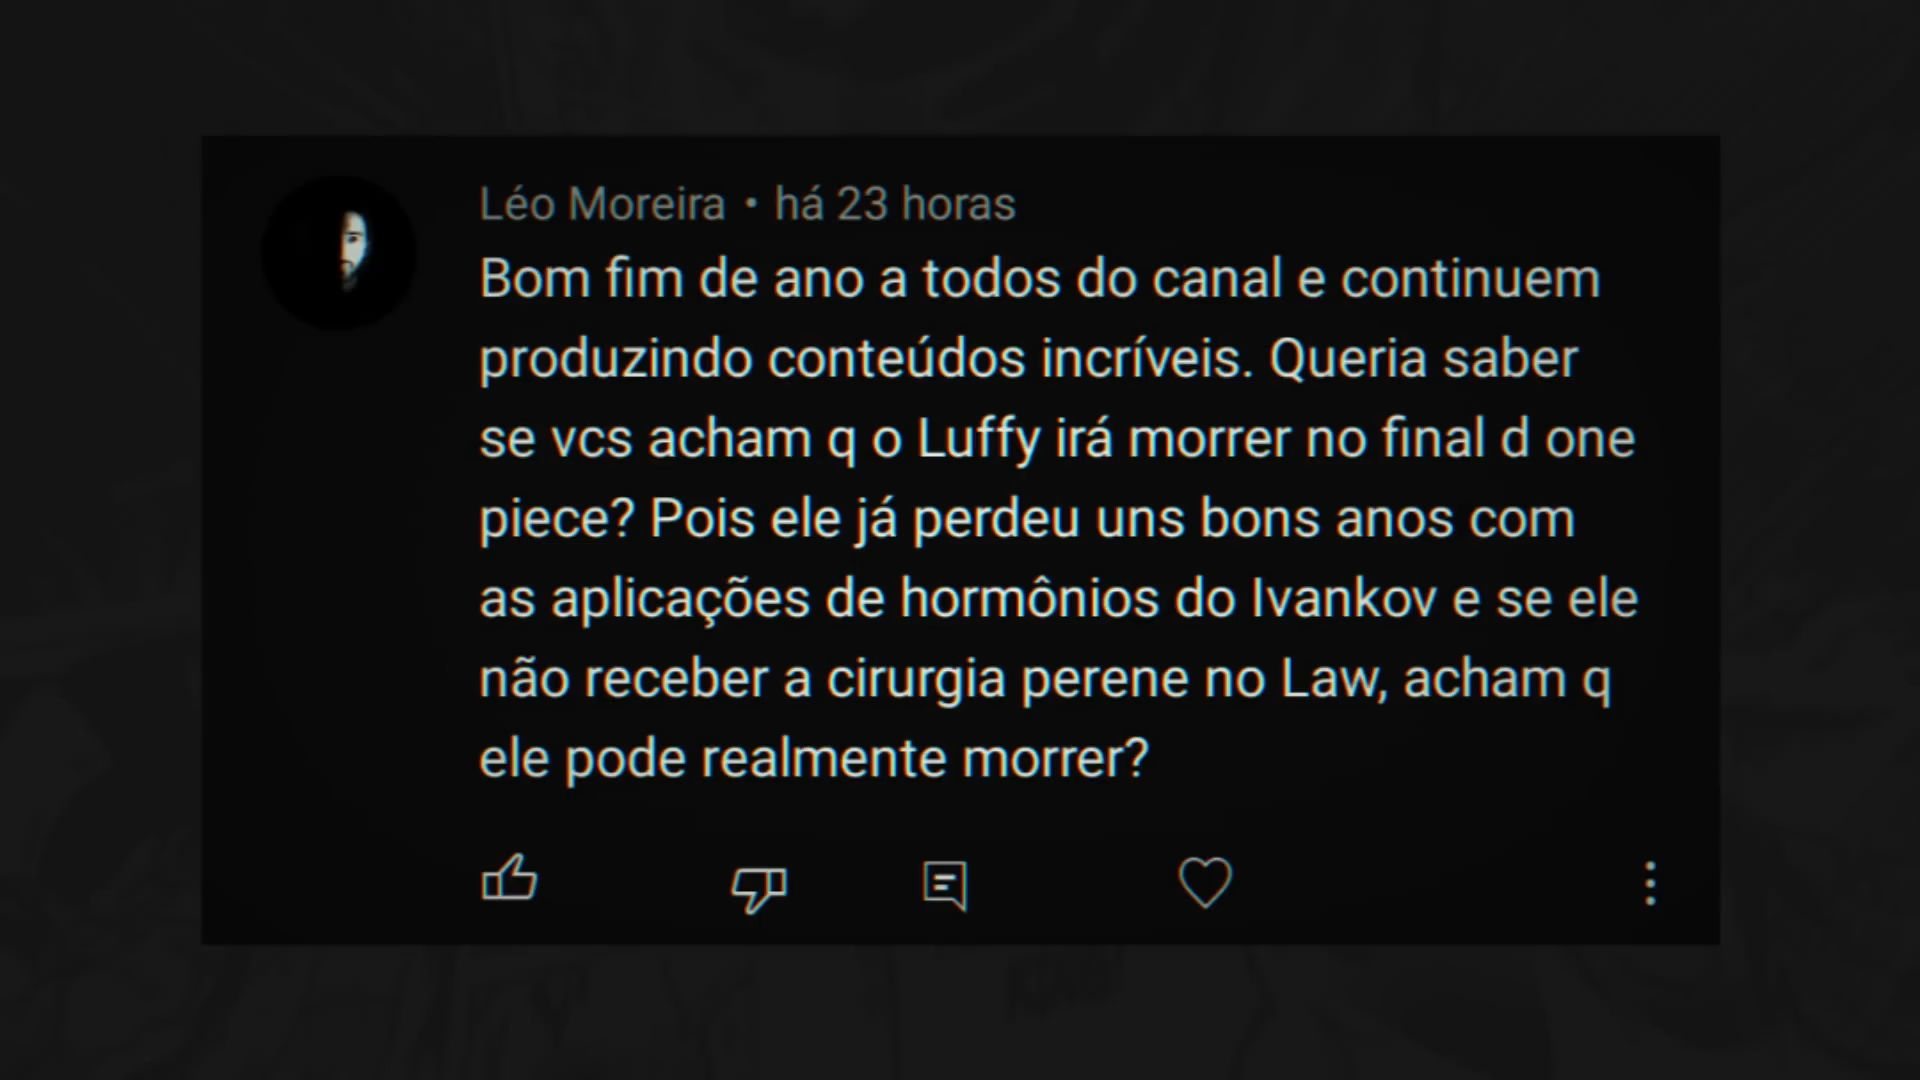 Léo Moreira • há 23 horas
Bom fim de ano a todos do canal e continuem
produzindo conteúdos incríveis. Queria saber
se vcs acham q o Luffy irá morrer no final d one
piece? Pois ele já perdeu uns bons anos com
as aplicações de hormônios do Ivankov e se ele
não receber a cirurgia perene no Law, acham q
ele pode realmente morrer?